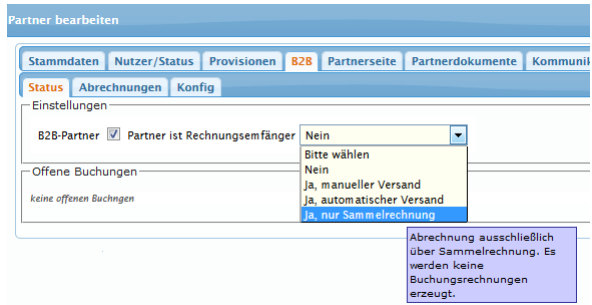 Partner bearbeiten
Stammdaten Nutzer/Status Provisionen B2B Partnerseite Partnerdokumente Kommunik
Status Abrechnungen Konfig
Einstellungen
B2B-Partner Partner ist Rechnungsemfänger Nein
Bitte wählen
Nein
Ja, manueller Versand
Ja, automatischer Versand
Ja, nur Sammelrechnung
Offene Buchungen
keine offenen Buchngen
Abrechnung ausschließlich
über Sammelrechnung. Es
werden keine
Buchungsrechnungen
erzeugt.